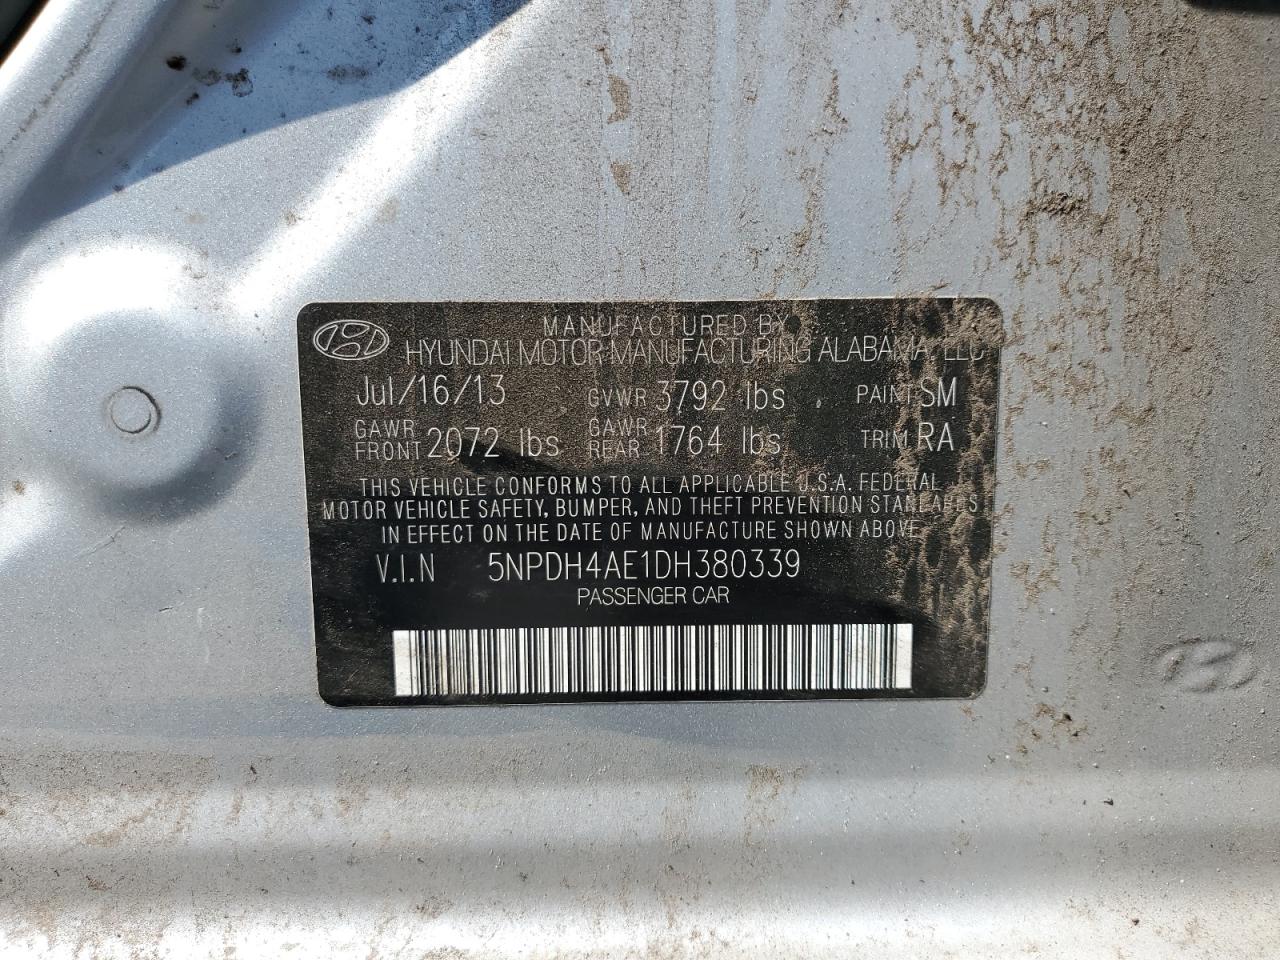 MANUFACTURED BY
HYUNDAI MOTOR MANUFACTURING ALABAMA, LLC
Jul/16/13 GVWR 3792 lbs PAINT SM
GAWR FRONT 2072 lbs GAWR REAR 1764 lbs TRIM RA
THIS VEHICLE CONFORMS TO ALL APPLICABLE U.S.A. FEDERAL
MOTOR VEHICLE SAFETY, BUMPER, AND THEFT PREVENTION STANDARDS
IN EFFECT ON THE DATE OF MANUFACTURE SHOWN ABOVE
V.I.N 5NPDH4AE1DH380339
PASSENGER CAR